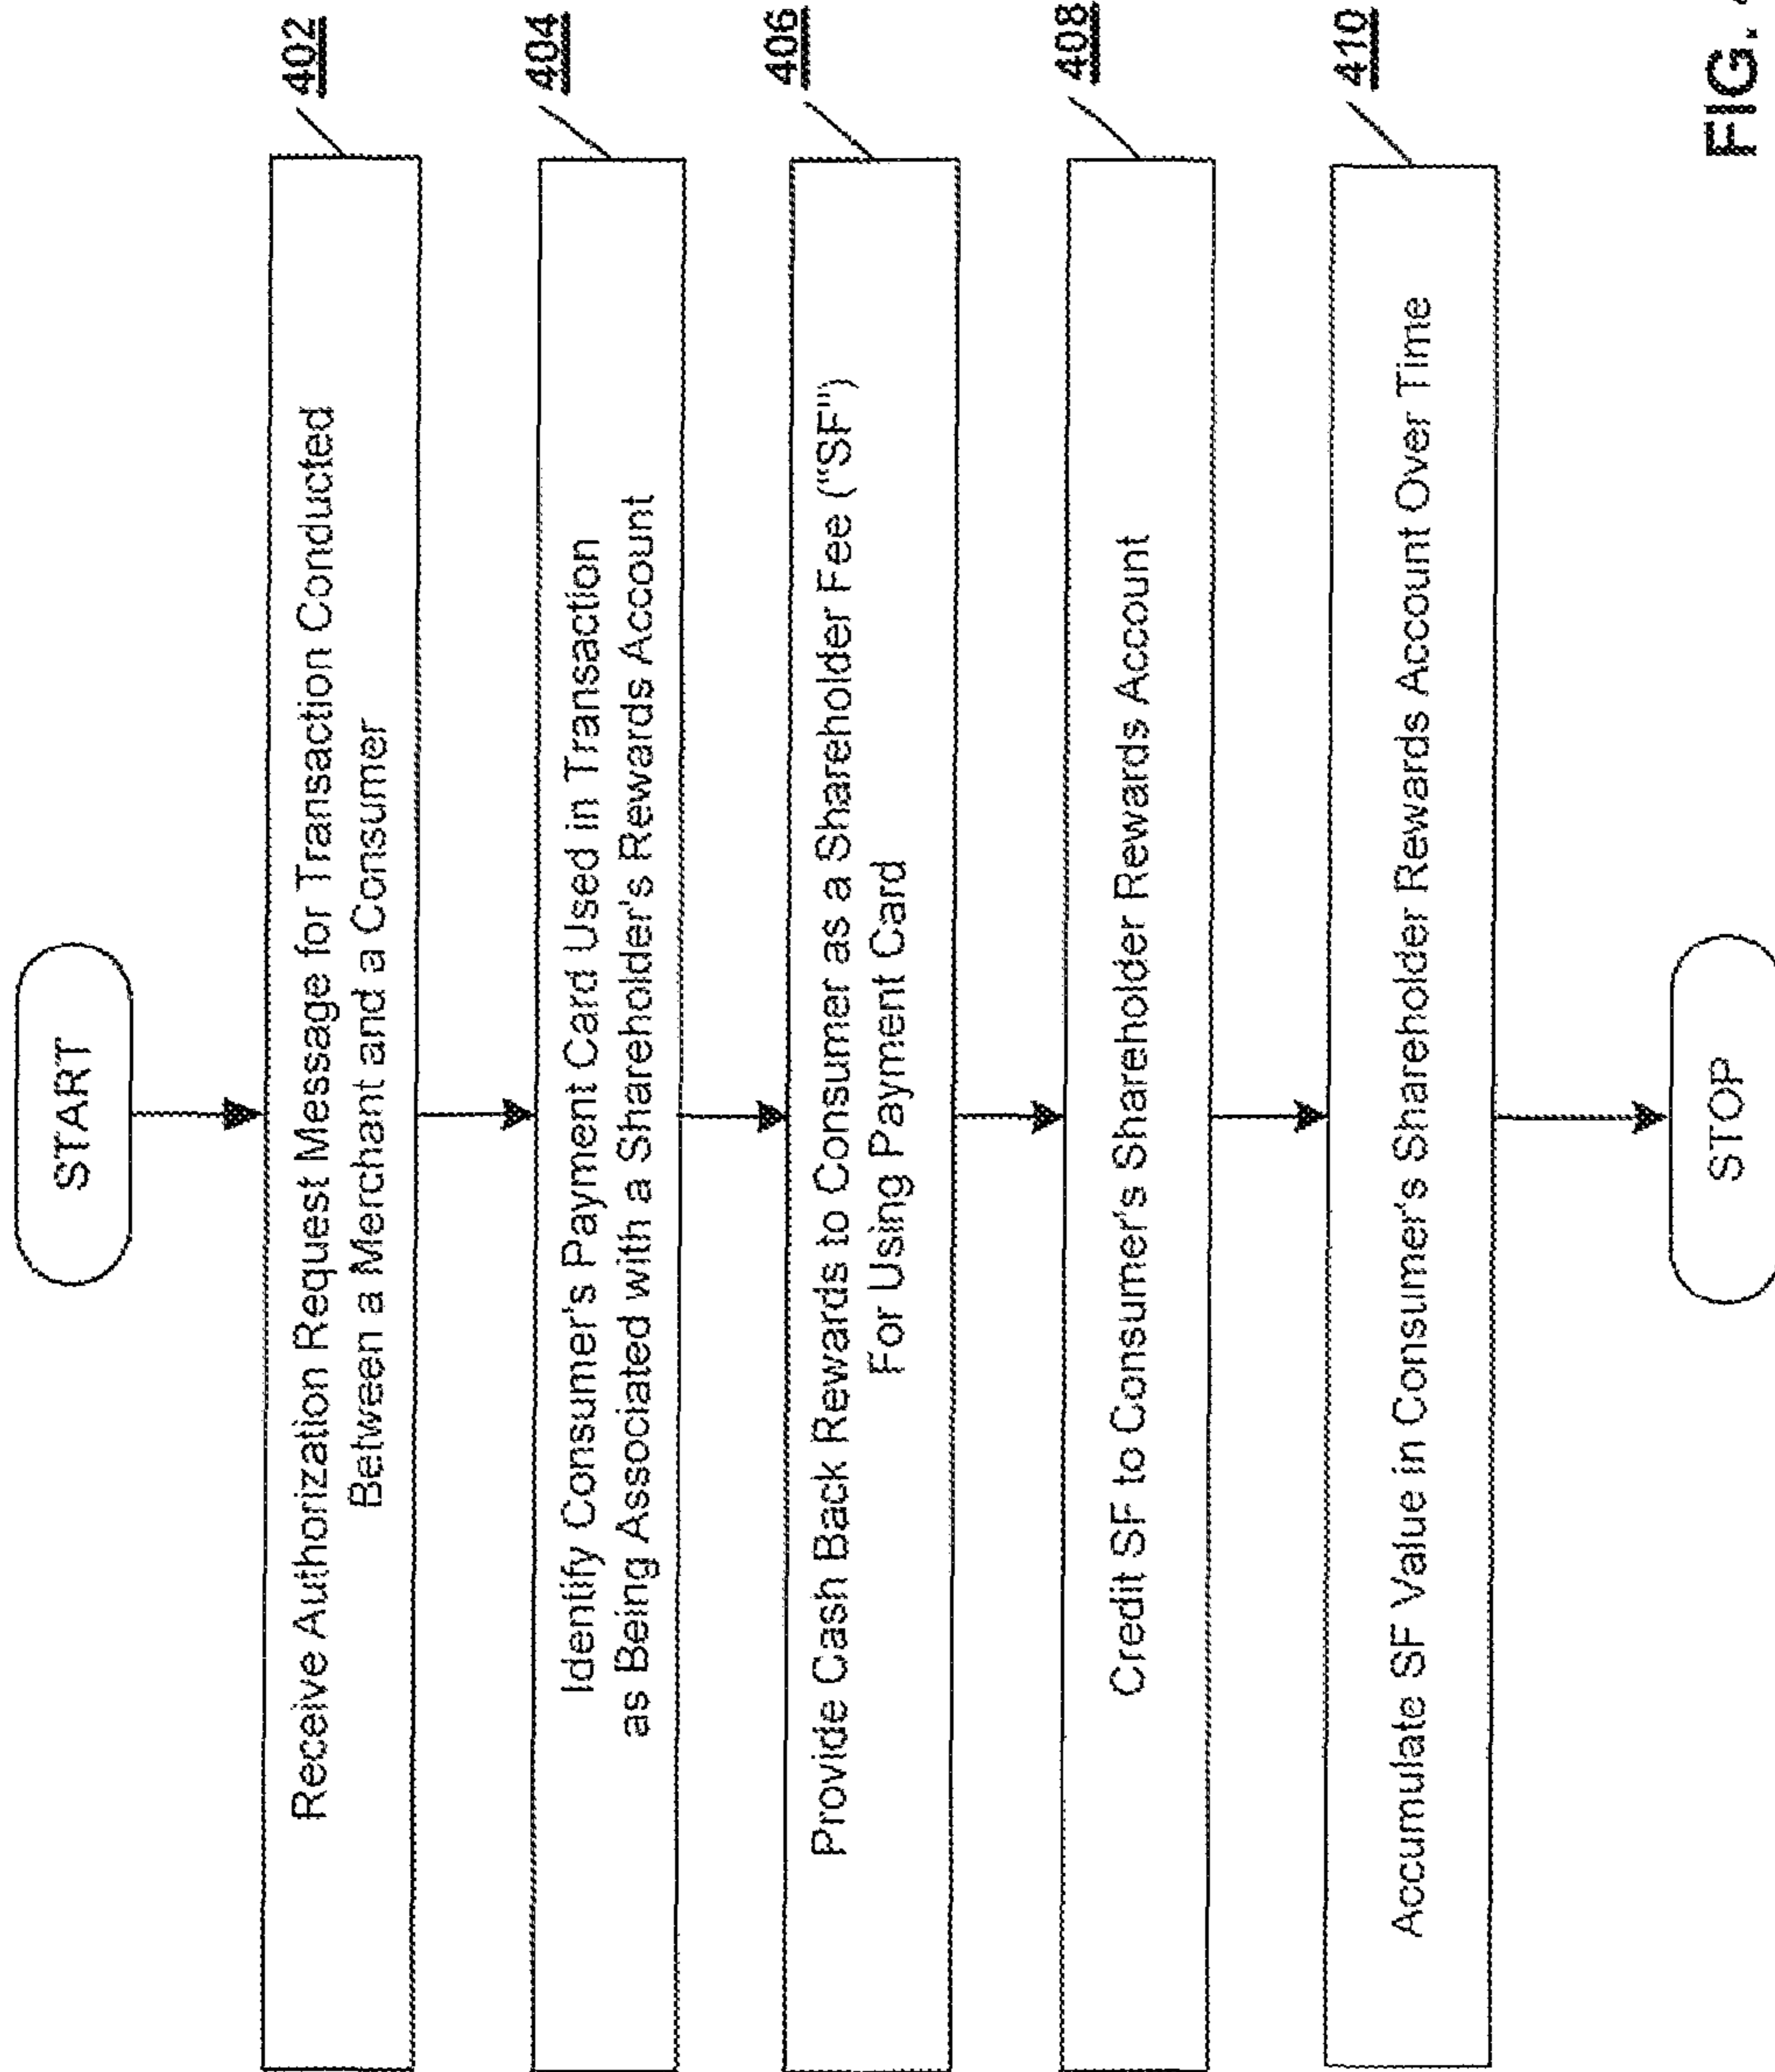 START
Receive Authorization Request Message for Transaction Conducted
Between a Merchant and a Consumer
402
Identify Consumer's Payment Card Used in Transaction
as Being Associated with a Shareholder's Rewards Account
404
Provide Cash Back Rewards to Consumer as a Shareholder Fee ("SF")
For Using Payment Card
406
Credit SF to Consumer's Shareholder Rewards Account
408
Accumulate SF Value in Consumer's Shareholder Rewards Account Over Time
410
STOP
FIG.